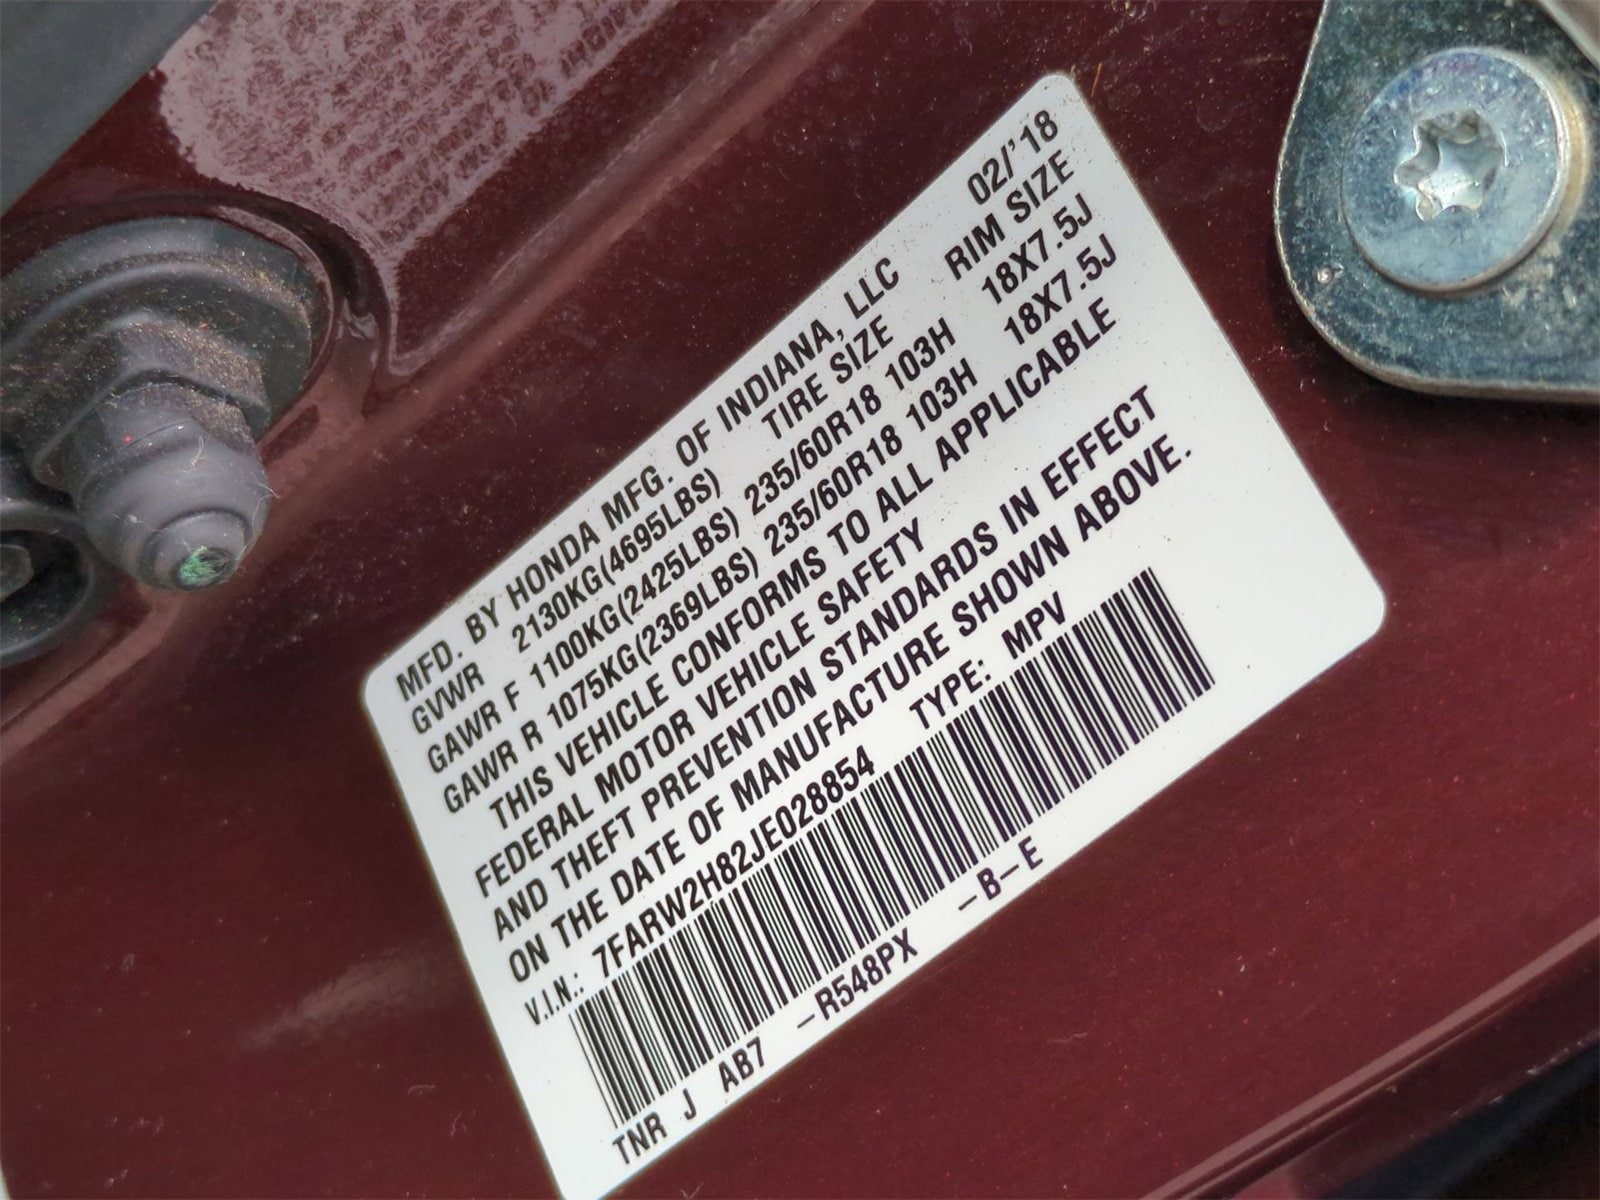 MFD. BY HONDA MFG. OF INDIANA, LLC 02/'18
GVWR 2130KG(4695LBS) TIRE SIZE RIM SIZE
GAWR F 1100KG(2425LBS) 235/60R18 103H 18X7.5J
GAWR R 1075KG(2369LBS) 235/60R18 103H 18X7.5J
THIS VEHICLE CONFORMS TO ALL APPLICABLE
FEDERAL MOTOR VEHICLE SAFETY
AND THEFT PREVENTION STANDARDS IN EFFECT
ON THE DATE OF MANUFACTURE SHOWN ABOVE.
V.I.N.: 7FARW2H82JE028854 TYPE: MPV
TNR J AB7 -R548PX -B-E